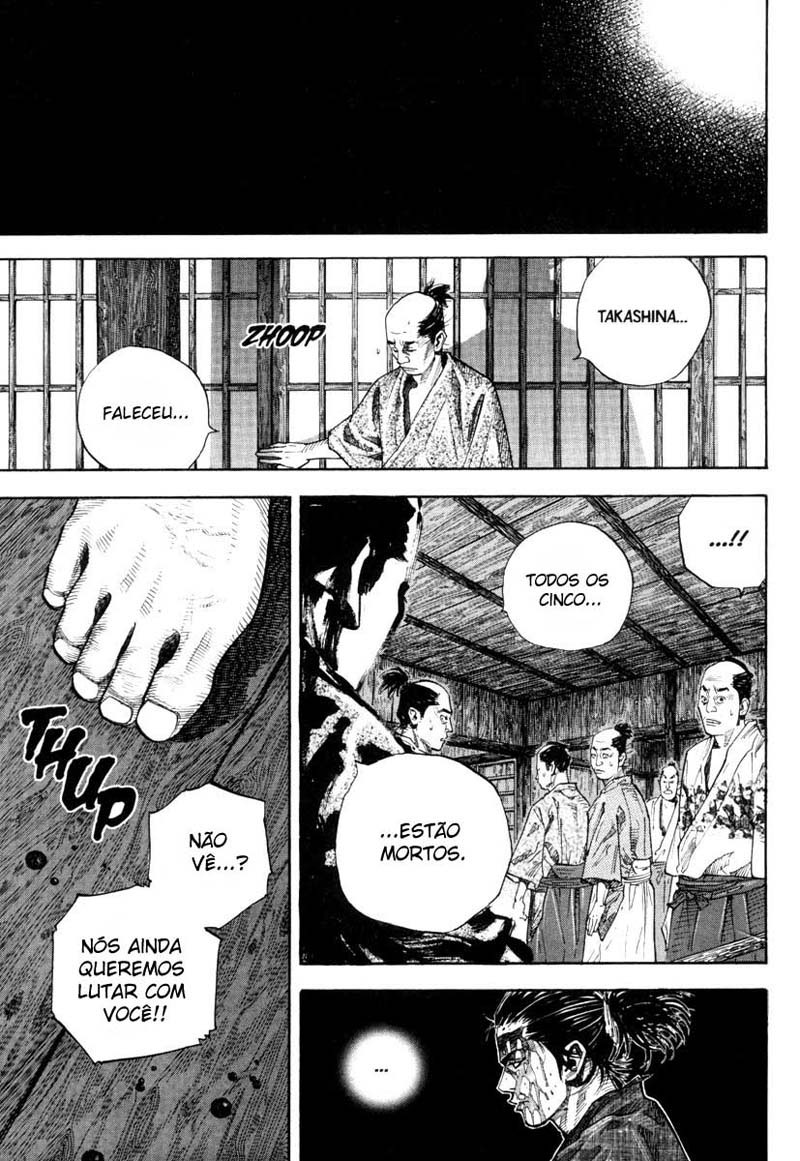 TAKASHINA...
ZHOOP
FALECEU...
...!!
TODOS OS
CINCO...
...ESTÃO
MORTOS.
THUP
NÃO
VÊ...?
NÓS AINDA
QUEREMOS
LUTAR COM
VOCÊ!!
...